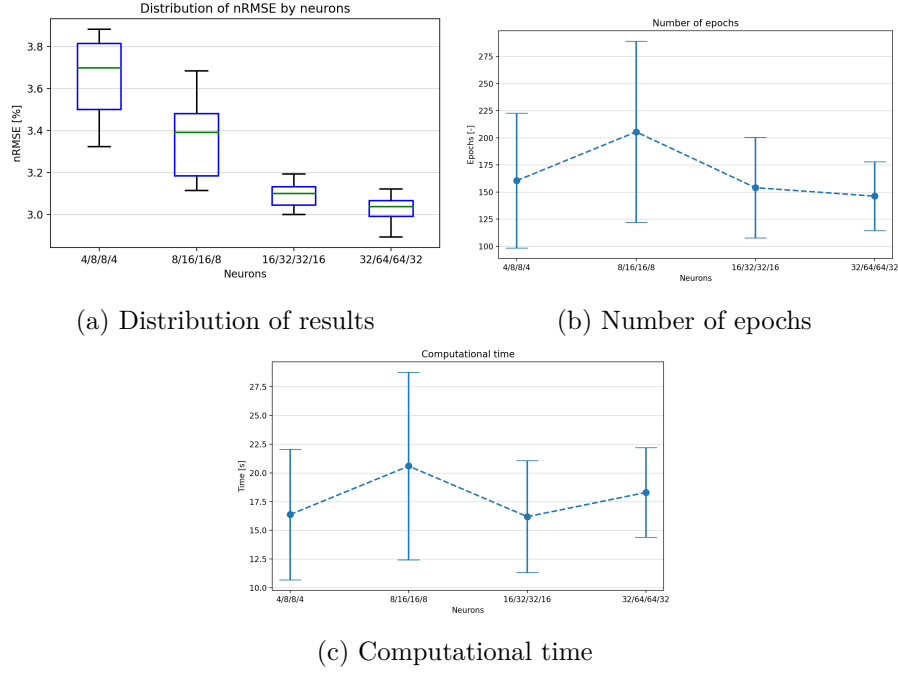 Distribution of nRMSE by neurons
nRMSE [%]
3.8
3.6
3.4
3.2
3.0
4/8/8/4 8/16/16/8 16/32/32/16 32/64/64/32
Neurons
(a) Distribution of results
Number of epochs
Epochs [-]
275
250
225
200
175
150
125
100
4/8/8/4 8/16/16/8 16/32/32/16 32/64/64/32
Neurons
(b) Number of epochs
Computational time
Time [s]
27.5
25.0
22.5
20.0
17.5
15.0
12.5
10.0
4/8/8/4 8/16/16/8 16/32/32/16 32/64/64/32
Neurons
(c) Computational time